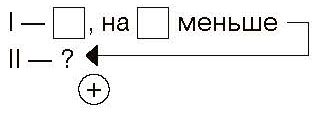 I — □, на □ меньше
II — ?
+